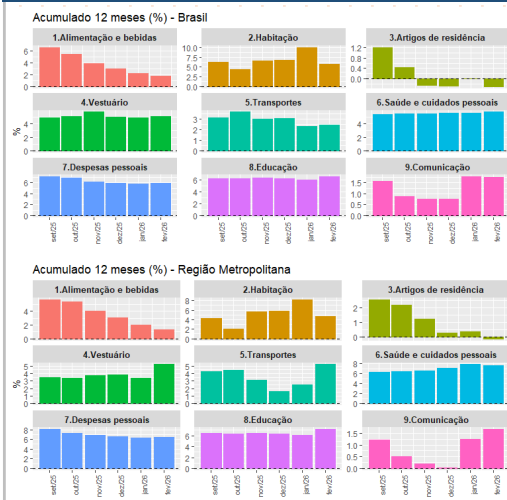 Acumulado 12 meses (%) - Brasil
1.Alimentação e bebidas 2.Habitação 3.Artigos de residência
6 4 2 0 10.0 7.5 5.0 2.5 0.0 1.2 0.8 0.4 0.0
4.Vestuário 5.Transportes 6.Saúde e cuidados pessoais
%
4 2 0 3 2 1 0 4 2 0
7.Despesas pessoais 8.Educação 9.Comunicação
6 4 2 0 6 4 2 0 1.5 1.0 0.5 0.0
set/25 out/25 nov/25 dez/25 jan/26 fev/26 set/25 out/25 nov/25 dez/25 jan/26 fev/26 set/25 out/25 nov/25 dez/25 jan/26 fev/26
Acumulado 12 meses (%) - Região Metropolitana
1.Alimentação e bebidas 2.Habitação 3.Artigos de residência
4 2 0 8 6 4 2 0 2 1 0
4.Vestuário 5.Transportes 6.Saúde e cuidados pessoais
%
5 4 3 2 1 0 5 4 3 2 1 0 8 6 4 2 0
7.Despesas pessoais 8.Educação 9.Comunicação
8 6 4 2 0 6 4 2 0 1.5 1.0 0.5 0.0
set/25 out/25 nov/25 dez/25 jan/26 fev/26 set/25 out/25 nov/25 dez/25 jan/26 fev/26 set/25 out/25 nov/25 dez/25 jan/26 fev/26